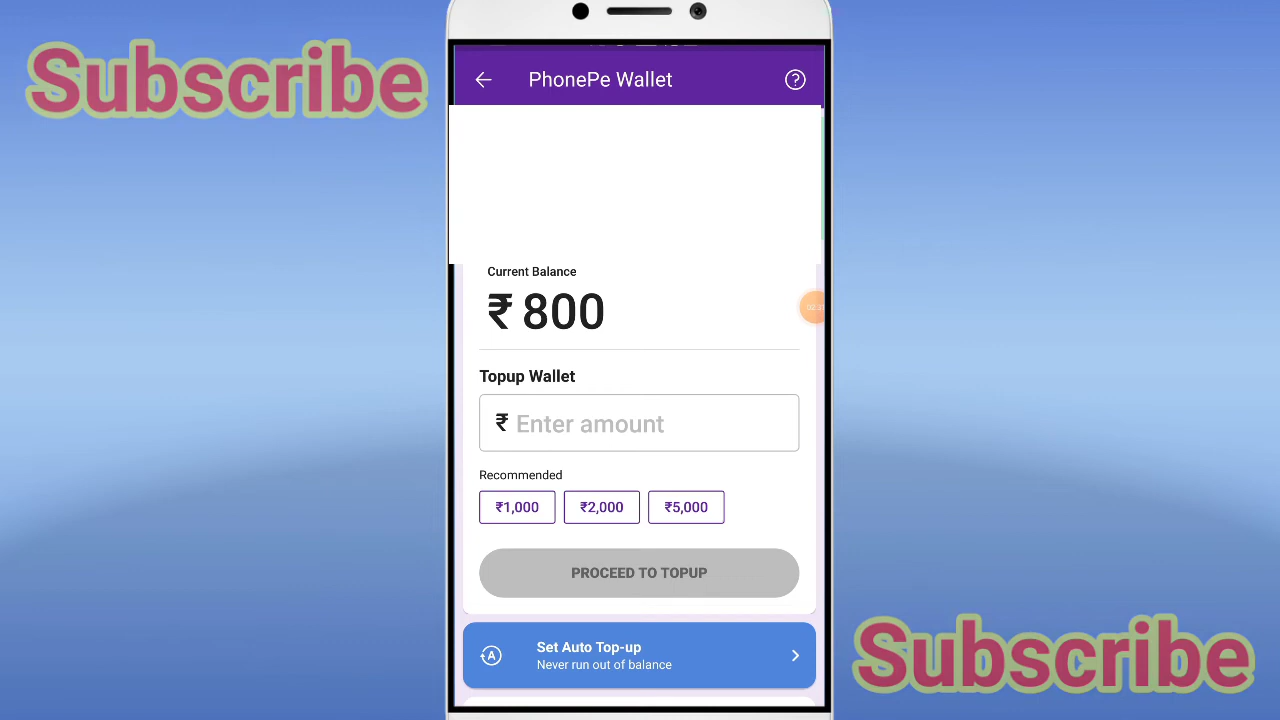 Subscribe
PhonePe Wallet
Current Balance
₹ 800
Topup Wallet
₹ Enter amount
Recommended
₹1,000 ₹2,000 ₹5,000
PROCEED TO TOPUP
A
Set Auto Top-up
Never run out of balance
Subscribe